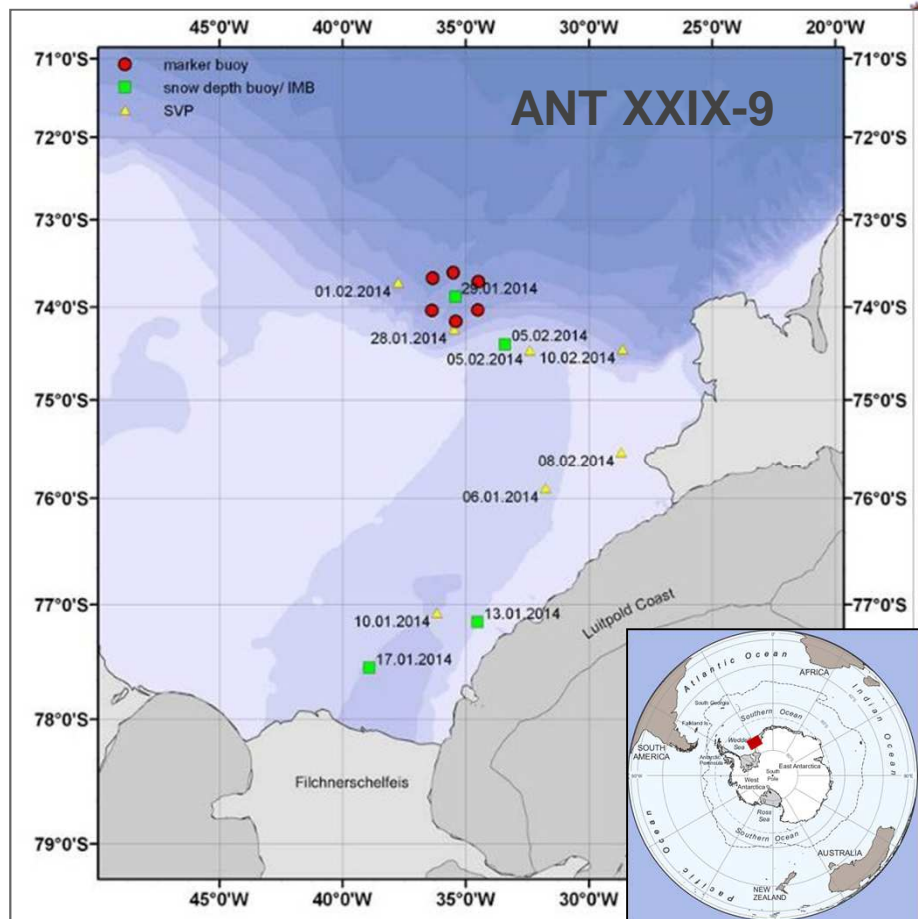 45°0'W 40°0'W 35°0'W 30°0'W 25°0'W 20°0'W
71°0'S 71°0'S
marker buoy
snow depth buoy/ IMB
SVP
ANT XXIX-9
72°0'S 72°0'S
73°0'S 73°0'S
01.02.2014
29.01.2014
74°0'S 74°0'S
28.01.2014
05.02.2014
05.02.2014
10.02.2014
75°0'S 75°0'S
08.02.2014
06.01.2014
76°0'S 76°0'S
77°0'S 77°0'S
10.01.2014
13.01.2014
Luitpold Coast
17.01.2014
78°0'S
Filchnerschelfeis
79°0'S
45°0'W 40°0'W 35°0'W 30°0'W
Atlantic Ocean
AFRICA
Indian Ocean
South Georgia
Falkland Is
Southern Ocean
SOUTH
AMERICA
Weddell
Sea
Antarctic
Peninsula
East Antarctica
South
Pole
West
Antarctica
Ross
Sea
Southern Ocean
AUSTRALIA
NEW
ZEALAND
Pacific Ocean